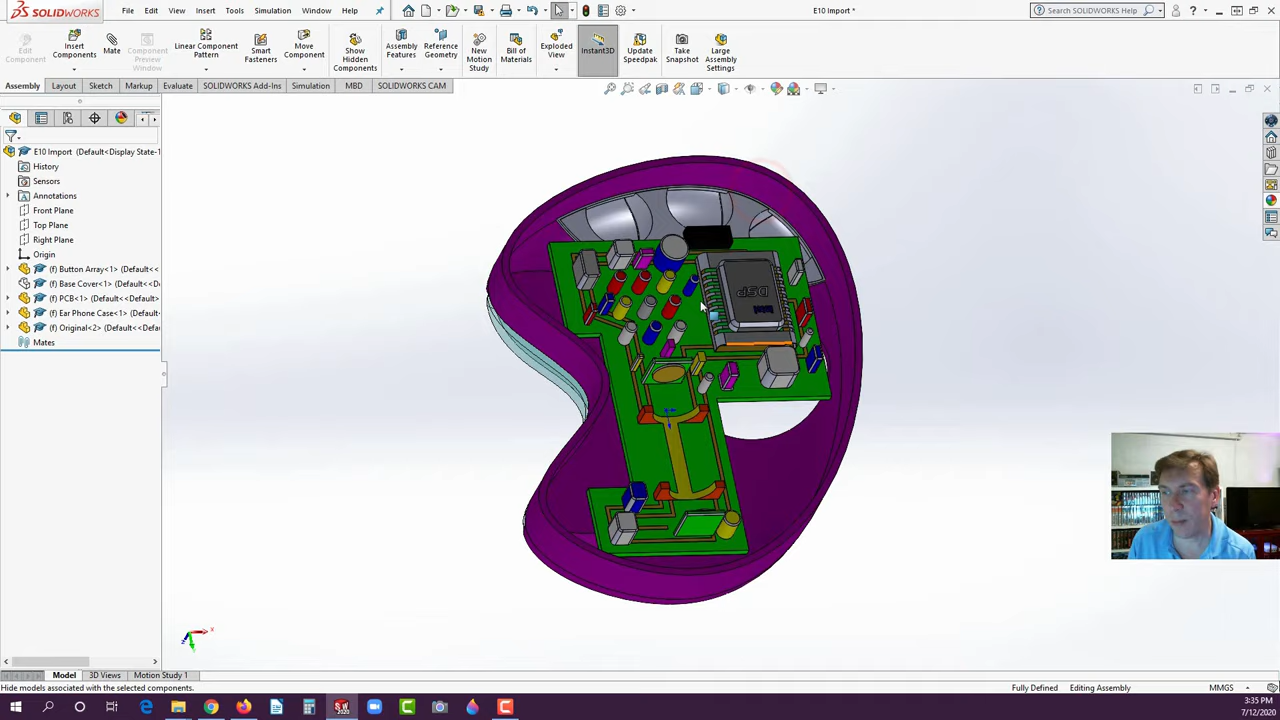 SOLIDWORKS
File
Edit
View
Insert
Tools
Simulation
Window
Help
E10 Import *
Search SOLIDWORKS Help
Edit Component
Insert Components
Mate
Component Preview Window
Linear Component Pattern
Smart Fasteners
Move Component
Show Hidden Components
Assembly Features
Reference Geometry
New Motion Study
Bill of Materials
Exploded View
Instant3D
Update Speedpak
Take Snapshot
Large Assembly Settings
Assembly
Layout
Sketch
Markup
Evaluate
SOLIDWORKS Add-Ins
Simulation
MBD
SOLIDWORKS CAM
E10 Import (Default<Display State-1
History
Sensors
Annotations
Front Plane
Top Plane
Right Plane
Origin
(f) Button Array<1> (Default<<
(f) Base Cover<1> (Default<<D
(f) PCB<1> (Default<<Default>
(f) Ear Phone Case<1> (Default
(f) Original<2> (Default<<Defa
Mates
DSP
intel
x
Model
3D Views
Motion Study 1
Hide models associated with the selected components.
Fully Defined
Editing Assembly
MMGS
3:35 PM
7/12/2020